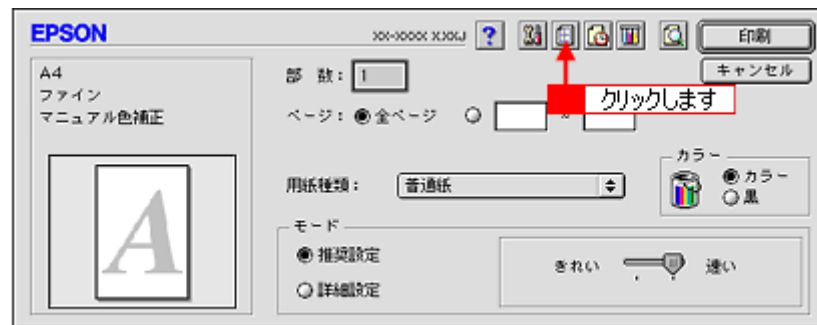 EPSON
XX-XXXX X.XXJ
?
印刷
キャンセル
A4
ファイン
マニュアル色補正
部 数: 1
クリックします
ページ: 全ページ ~
用紙種類: 普通紙
カラー
カラー
黒
モード
推奨設定
詳細設定
きれい 速い
A